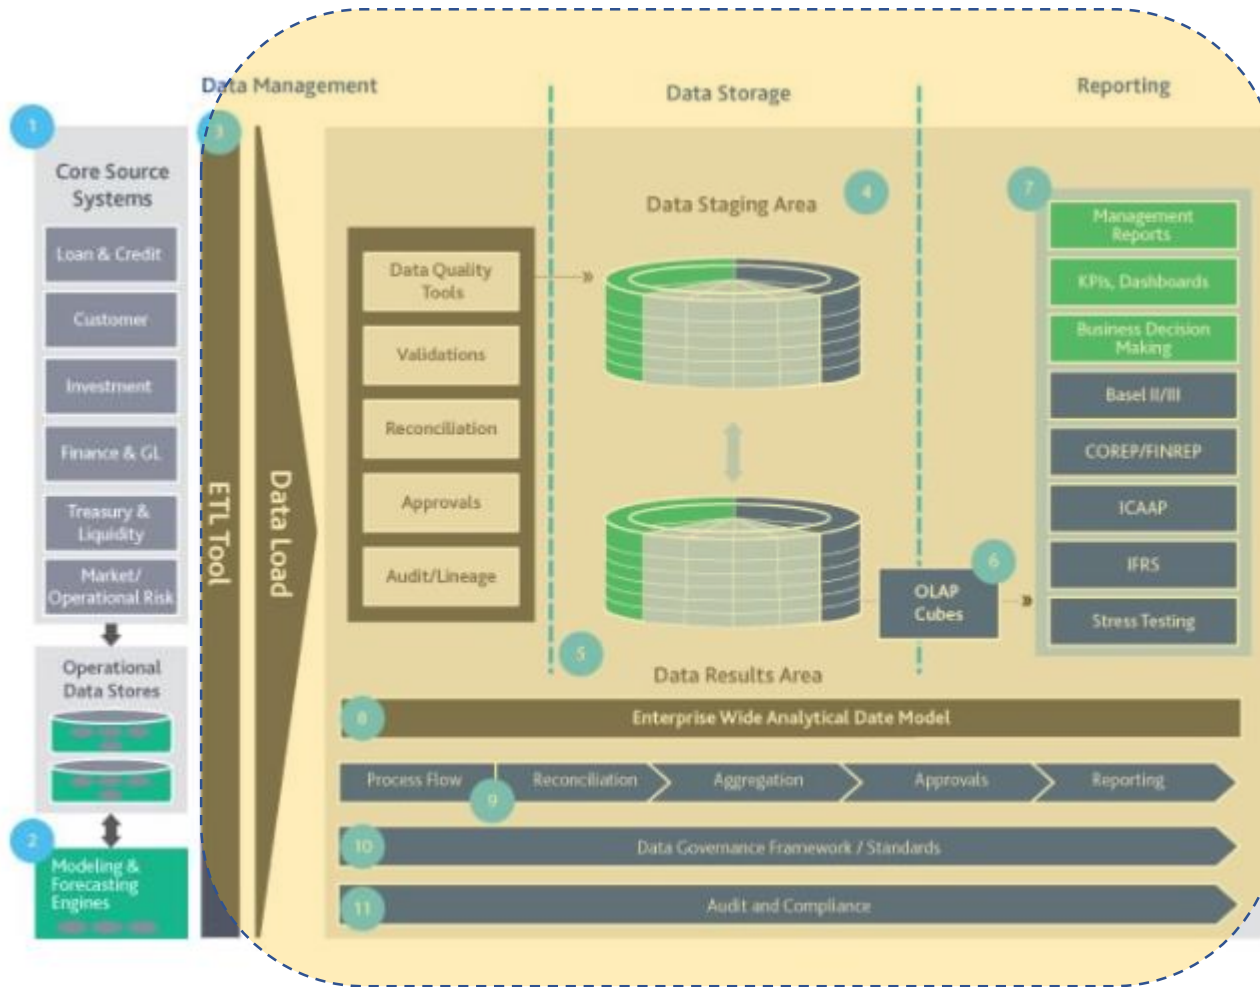 Data Management
Data Storage
Reporting
1
3
Core Source
Systems
Loan & Credit
Customer
Investment
Finance & GL
Treasury &
Liquidity
Market/
Operational Risk
Operational
Data Stores
2
Modeling &
Forecasting
Engines
ETL Tool
Data Load
Data Quality
Tools
Validations
Reconciliation
Approvals
Audit/Lineage
Data Staging Area
4
5
Data Results Area
OLAP
Cubes
6
7
Management
Reports
KPIs, Dashboards
Business Decision
Making
Basel II/III
COREP/FINREP
ICAAP
IFRS
Stress Testing
8
Enterprise Wide Analytical Date Model
Process Flow
9
Reconciliation
Aggregation
Approvals
Reporting
10
Data Governance Framework / Standards
11
Audit and Compliance